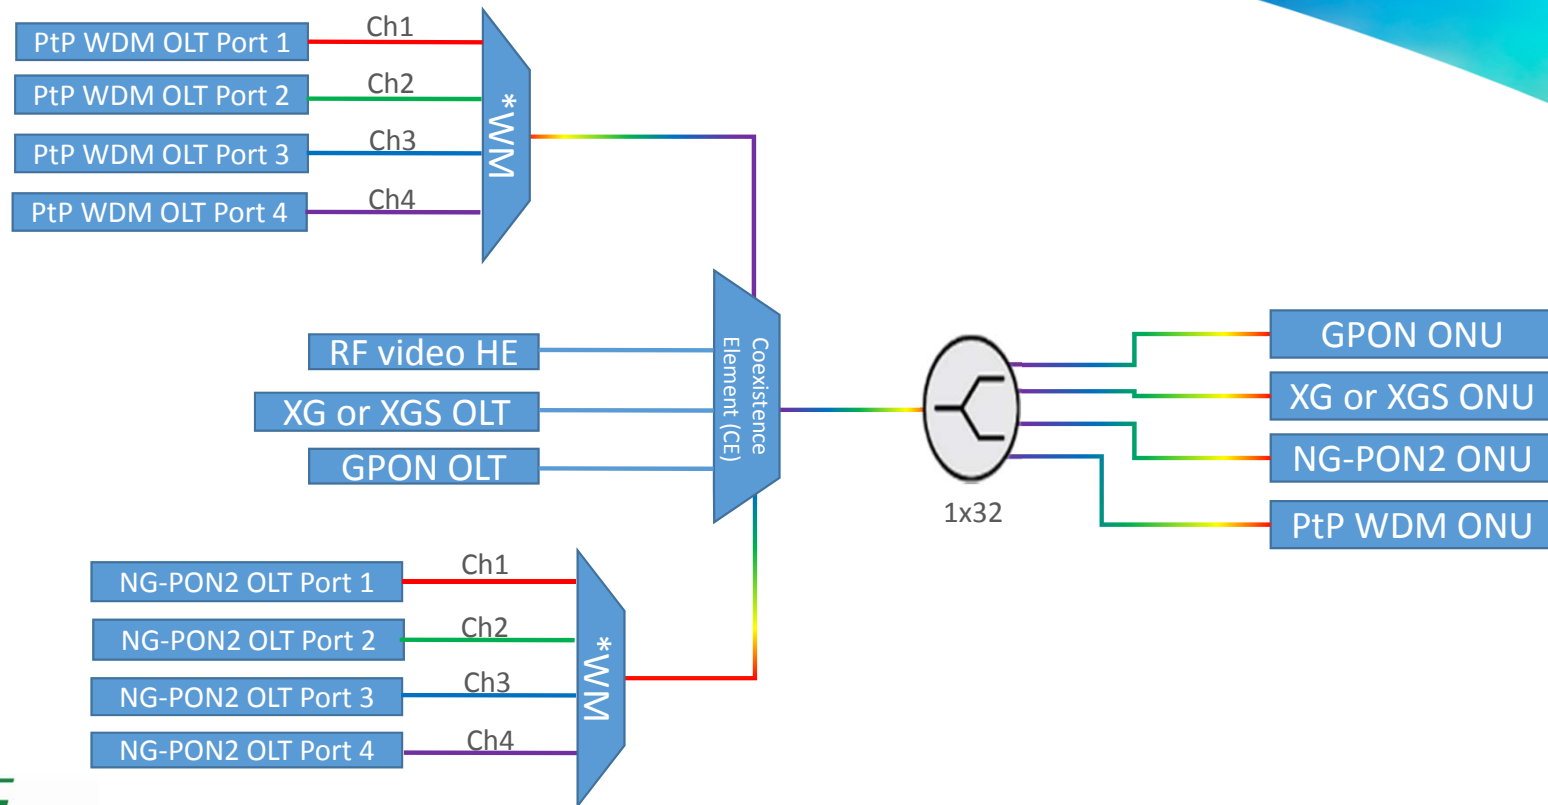 PtP WDM OLT Port 1
Ch1
PtP WDM OLT Port 2
Ch2
PtP WDM OLT Port 3
Ch3
PtP WDM OLT Port 4
Ch4
*WM
RF video HE
XG or XGS OLT
GPON OLT
Coexistence
Element (CE)
1x32
GPON ONU
XG or XGS ONU
NG-PON2 ONU
PtP WDM ONU
NG-PON2 OLT Port 1
Ch1
NG-PON2 OLT Port 2
Ch2
NG-PON2 OLT Port 3
Ch3
NG-PON2 OLT Port 4
Ch4
*WM